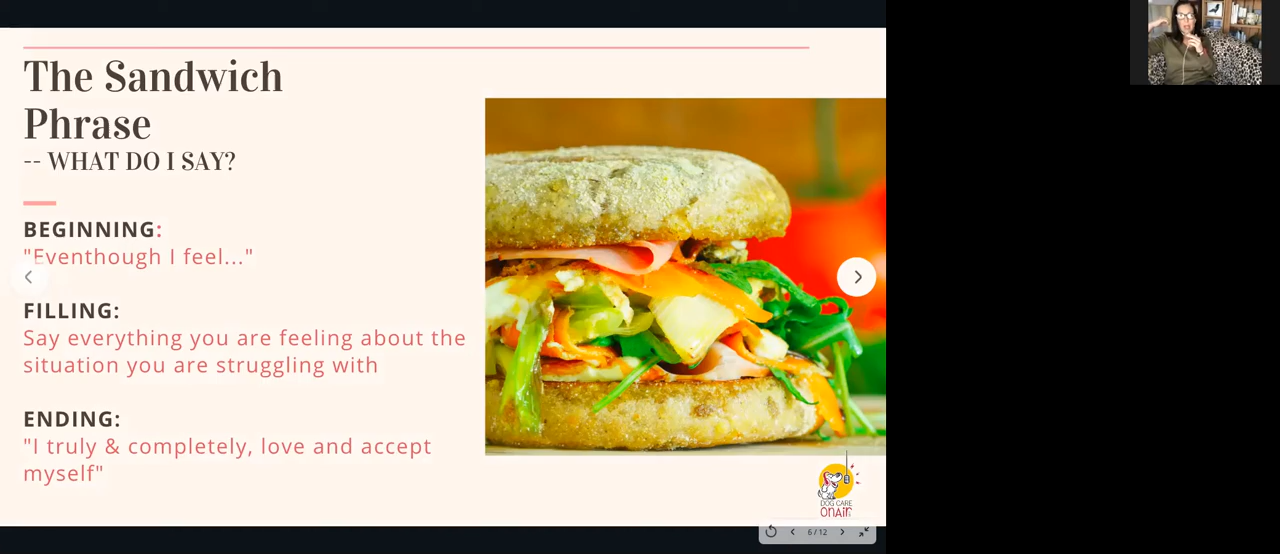 The Sandwich
Phrase
-- WHAT DO I SAY?
BEGINNING:
"Eventhough I feel..."
FILLING:
Say everything you are feeling about the
situation you are struggling with
ENDING:
"I truly & completely, love and accept
myself"
DOG CARE
ONAIR
6/12